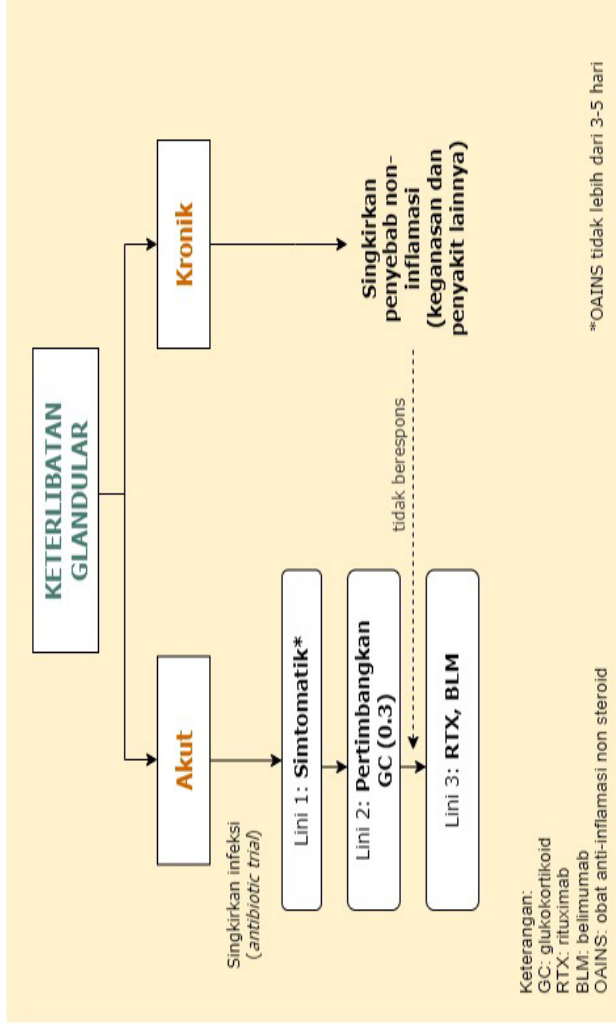 KETERLIBATAN
GLANDULAR
Akut
Kronik
Singkirkan infeksi
(antibiotic trial)
Lini 1: Simtomatik*
Lini 2: Pertimbangkan
GC (0.3)
Lini 3: RTX, BLM
tidak berespons
Singkirkan
penyebab non-
inflamasi
(keganasan dan
penyakit lainnya)
Keterangan:
GC: glukokortikoid
RTX: rituximab
BLM: belimumab
OAINS: obat anti-inflamasi non steroid
*OAINS tidak lebih dari 3-5 hari